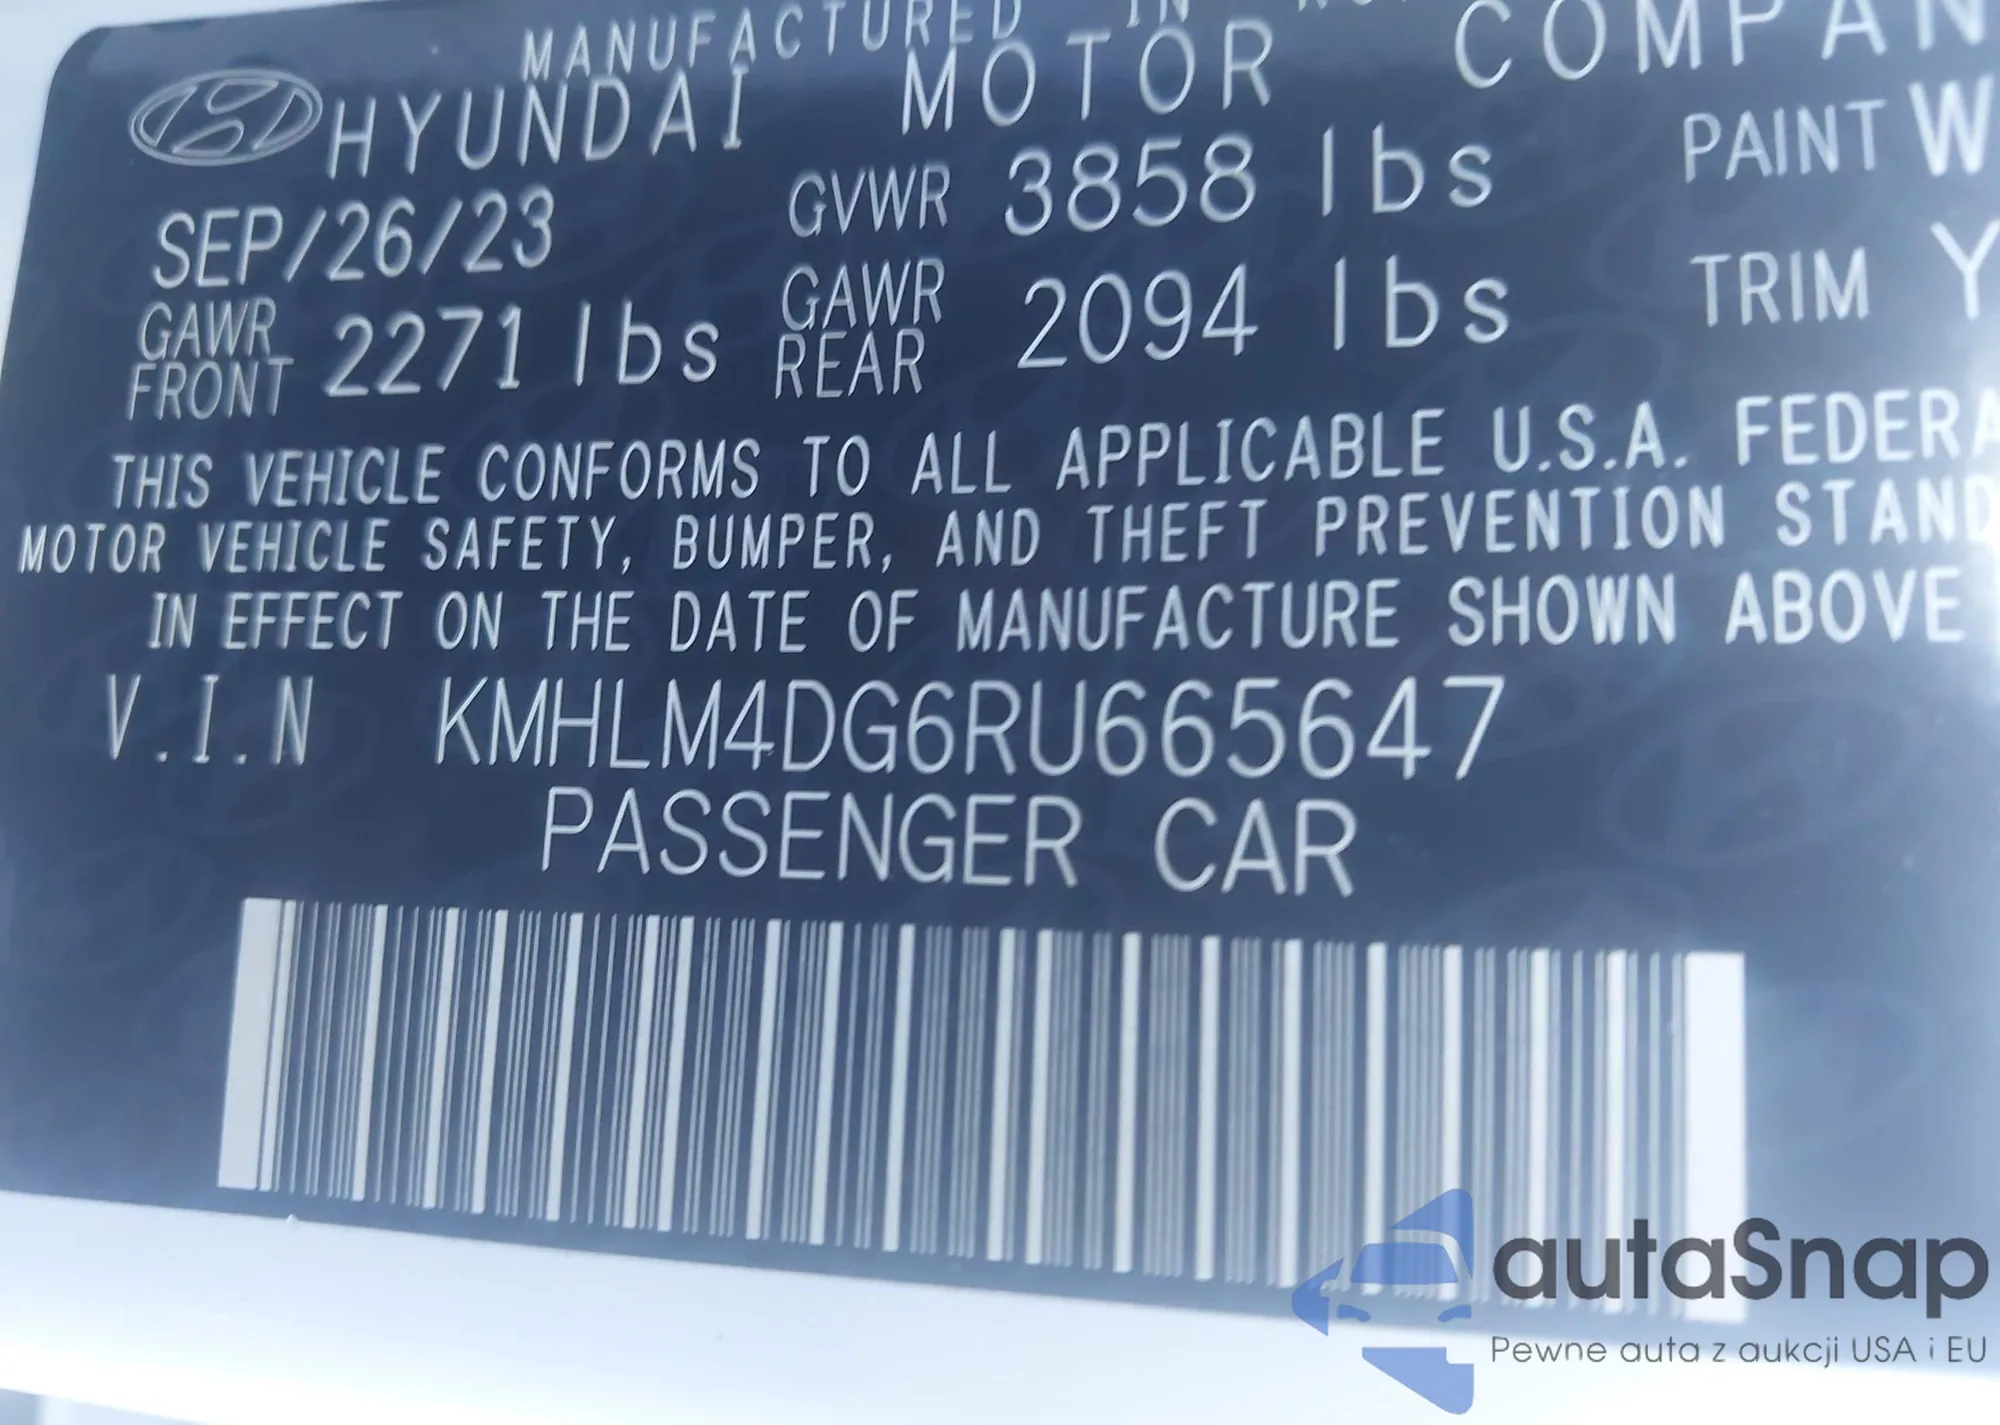 MANUFACTURED IN
HYUNDAI MOTOR COMPAN
SEP/26/23 GVWR 3858 lbs PAINT W
GAWR FRONT 2271 lbs GAWR REAR 2094 lbs TRIM Y
THIS VEHICLE CONFORMS TO ALL APPLICABLE U.S.A. FEDERA
MOTOR VEHICLE SAFETY, BUMPER, AND THEFT PREVENTION STAND
IN EFFECT ON THE DATE OF MANUFACTURE SHOWN ABOVE
V.I.N KMHLM4DG6RU665647
PASSENGER CAR
autaSnap
Pewne auta z aukcji USA i EU